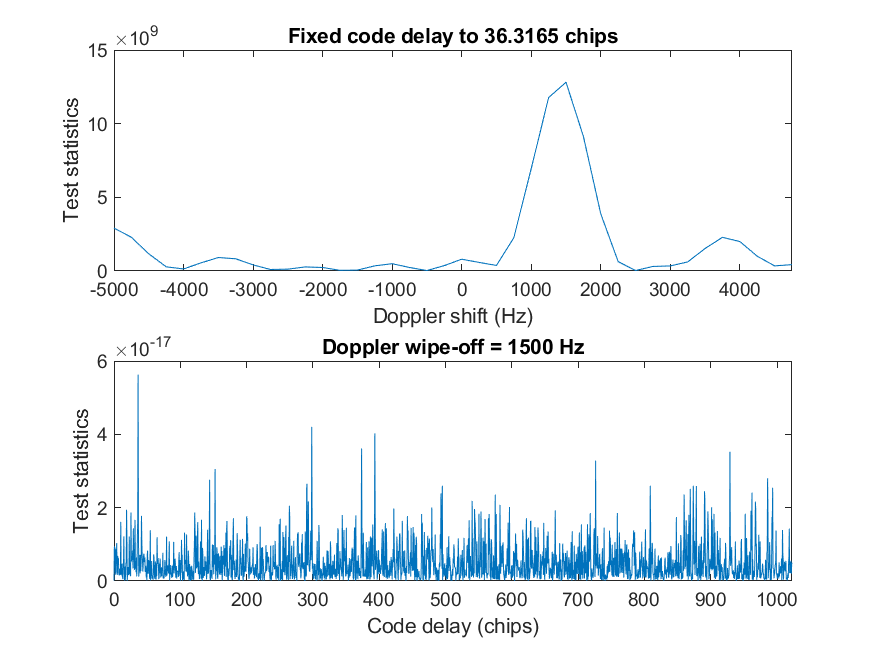 Fixed code delay to 36.3165 chips
×10^9
15
10
5
0
Test statistics
-5000 -4000 -3000 -2000 -1000 0 1000 2000 3000 4000
Doppler shift (Hz)
Doppler wipe-off = 1500 Hz
×10^-17
6
4
2
0
Test statistics
0 100 200 300 400 500 600 700 800 900 1000
Code delay (chips)